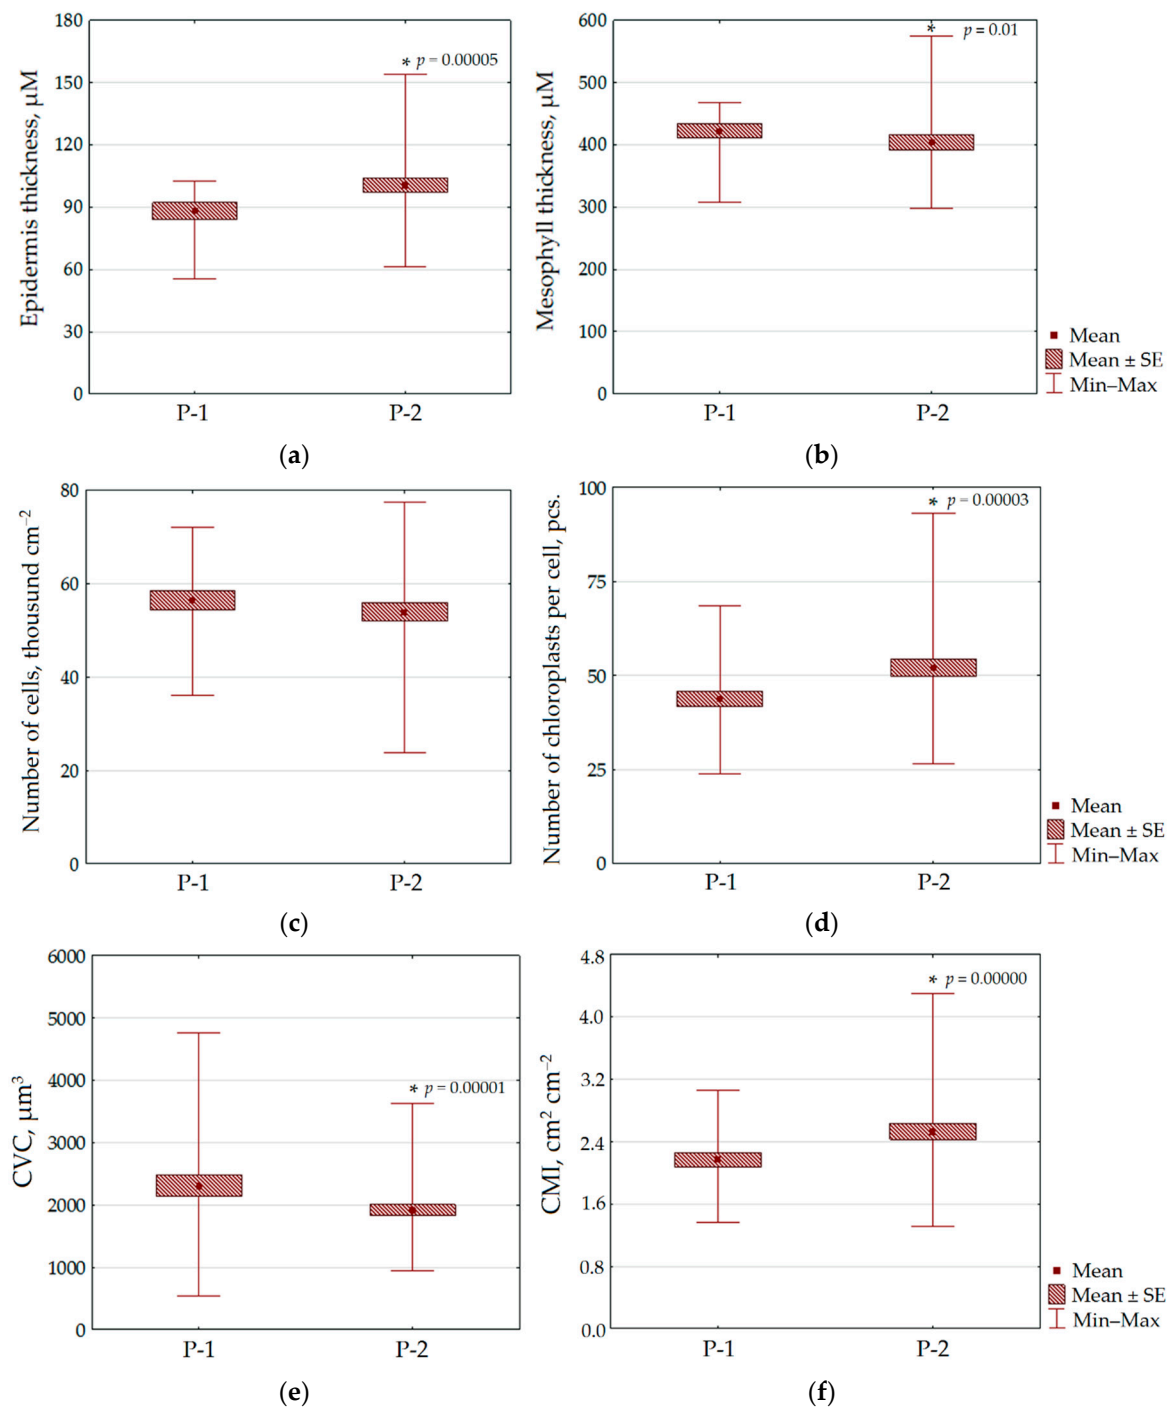 180
150
120
90
60
30
0
Epidermis thickness, µM
* p = 0.00005
P-1 P-2
(a)
600
500
400
300
200
100
0
Mesophyll thickness, µM
* p = 0.01
P-1 P-2
Mean
Mean ± SE
Min–Max
(b)
80
60
40
20
0
Number of cells, thousund cm⁻²
P-1 P-2
(c)
100
75
50
25
0
Number of chloroplasts per cell, pcs.
* p = 0.00003
P-1 P-2
Mean
Mean ± SE
Min–Max
(d)
6000
5000
4000
3000
2000
1000
0
CVC, µm³
* p = 0.00001
P-1 P-2
(e)
4.8
4.0
3.2
2.4
1.6
0.8
0.0
CMI, cm² cm⁻²
* p = 0.00000
P-1 P-2
Mean
Mean ± SE
Min–Max
(f)